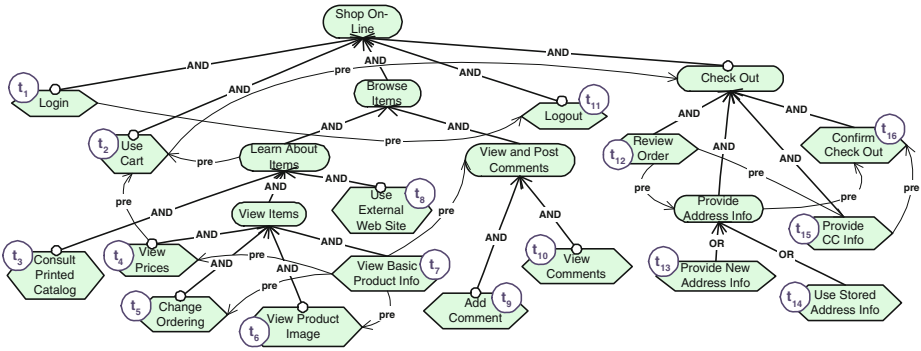 Shop On-
Line
AND
AND
AND
AND
AND
pre
pre
Check Out
t1
Login
Browse
Items
t11
Logout
AND
AND
AND
AND
AND
t16
Confirm
Check Out
t2
Use
Cart
pre
pre
Learn About
Items
View and Post
Comments
t12
Review
Order
AND
AND
pre
pre
pre
pre
AND
AND
AND
t8
Use
External
Web Site
pre
View Items
Provide
Address Info
t15
Provide
CC Info
t3
Consult
Printed
Catalog
t4
View
Prices
AND
AND
AND
AND
pre
pre
pre
t7
View Basic
Product Info
AND
AND
t10
View
Comments
OR
OR
t13
Provide New
Address Info
t14
Use Stored
Address Info
t5
Change
Ordering
t6
View Product
Image
t9
Add
Comment